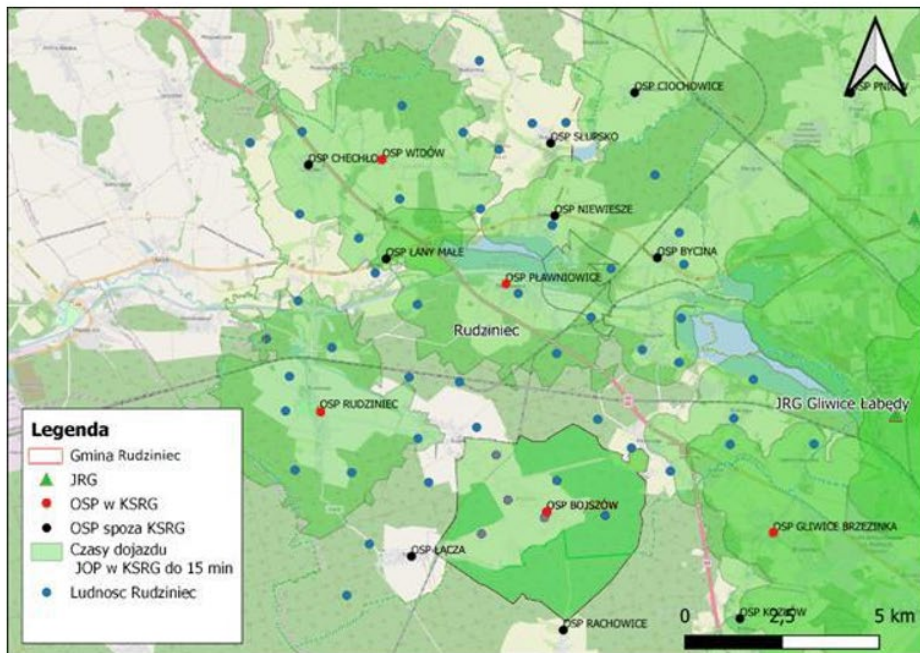 OSP CIOCHOWICE
OSP PNIÓW
OSP SŁUPSKO
OSP CHECHŁO
OSP WIDÓW
OSP NIEWIESZE
OSP ŁANY MAŁE
OSP BYCINA
OSP PŁAWNIOWICE
Rudziniec
OSP RUDZINIEC
JRG Gliwice Łabędy
OSP BOJSZÓW
OSP GLIWICE BRZEZINKA
OSP ŁĄCZA
OSP KOZŁÓW
OSP RACHOWICE
Legenda
Gmina Rudziniec
JRG
OSP w KSRG
OSP spoza KSRG
Czasy dojazdu
JOP w KSRG do 15 min
Ludnosc Rudziniec
0 2,5 5 km